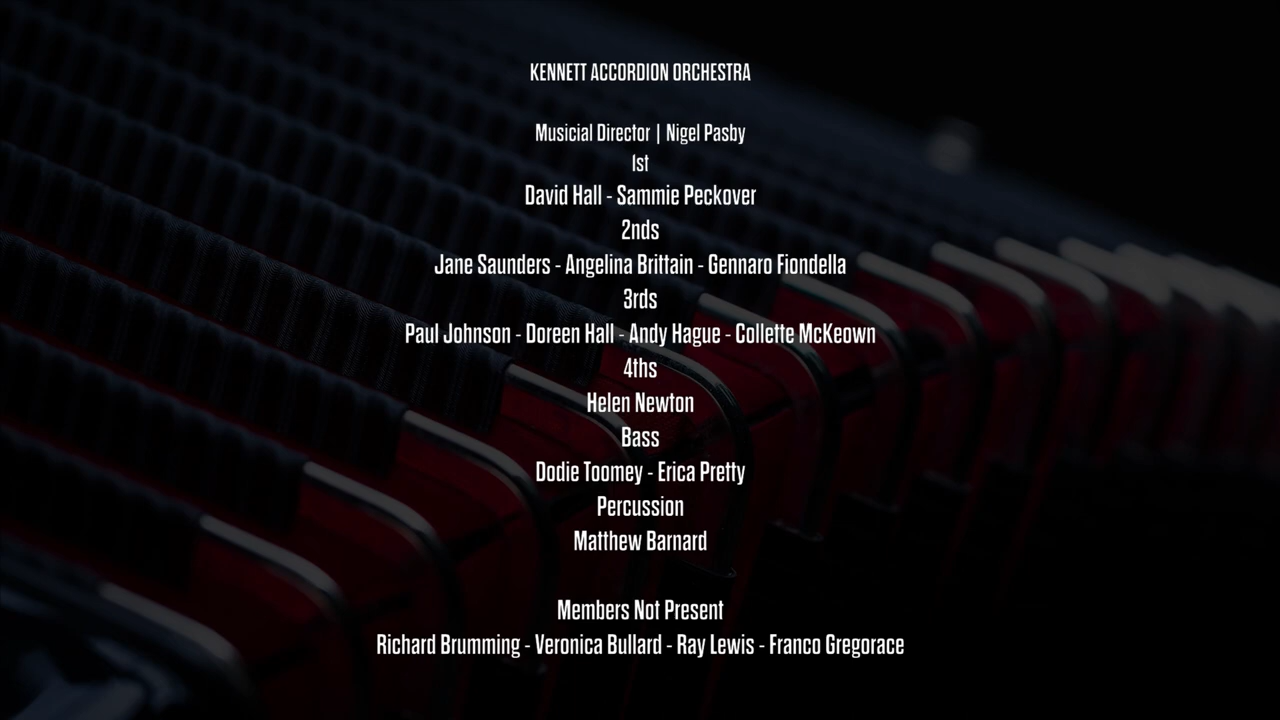 KENNETT ACCORDION ORCHESTRA
Musicial Director | Nigel Pasby
1st
David Hall - Sammie Peckover
2nds
Jane Saunders - Angelina Brittain - Gennaro Fiondella
3rds
Paul Johnson - Doreen Hall - Andy Hague - Collette McKeown
4ths
Helen Newton
Bass
Dodie Toomey - Erica Pretty
Percussion
Matthew Barnard
Members Not Present
Richard Brumming - Veronica Bullard - Ray Lewis - Franco Gregorace